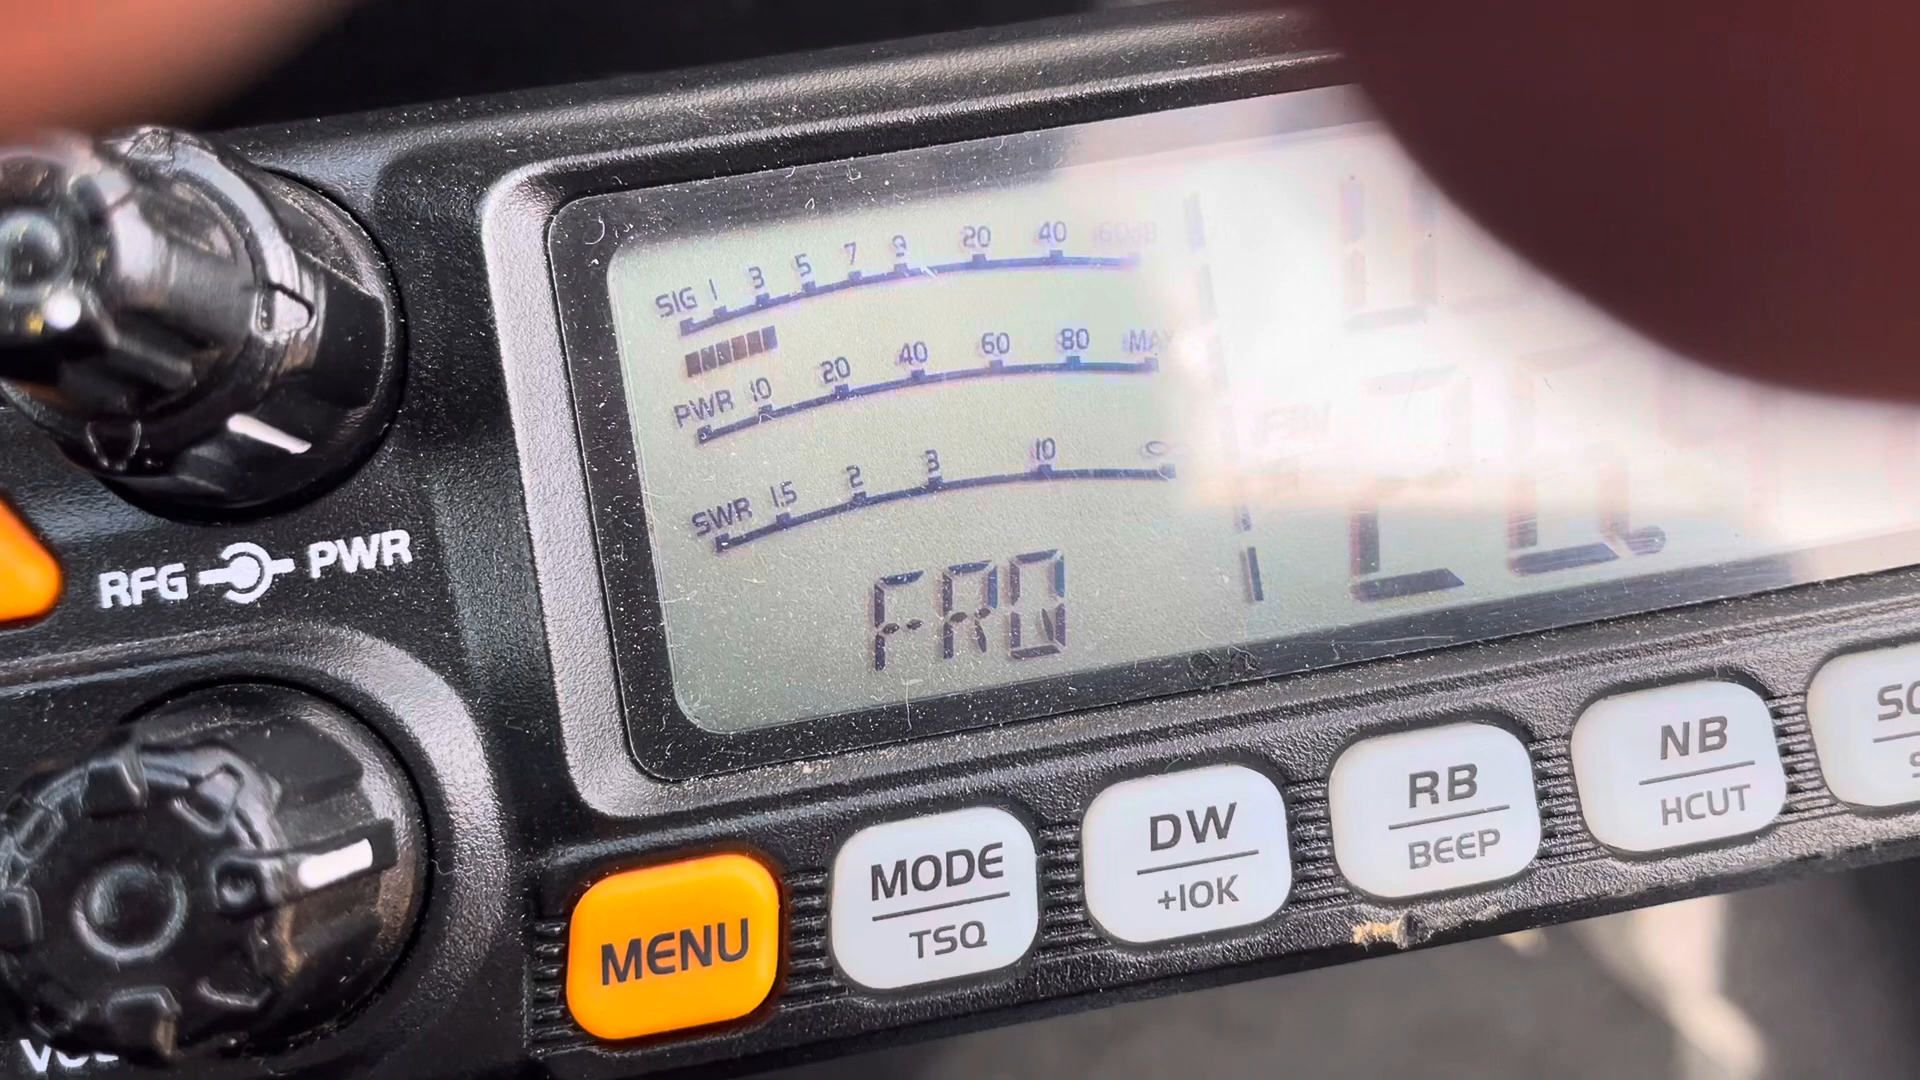 SIG 1 3 5 7 9 20 40 60dB
PWR 10 20 40 60 80 MAX
SWR 1.5 2 3 10 ∞
FRQ
RFG PWR
MENU
MODE
TSQ
DW
+10K
RB
BEEP
NB
HCUT